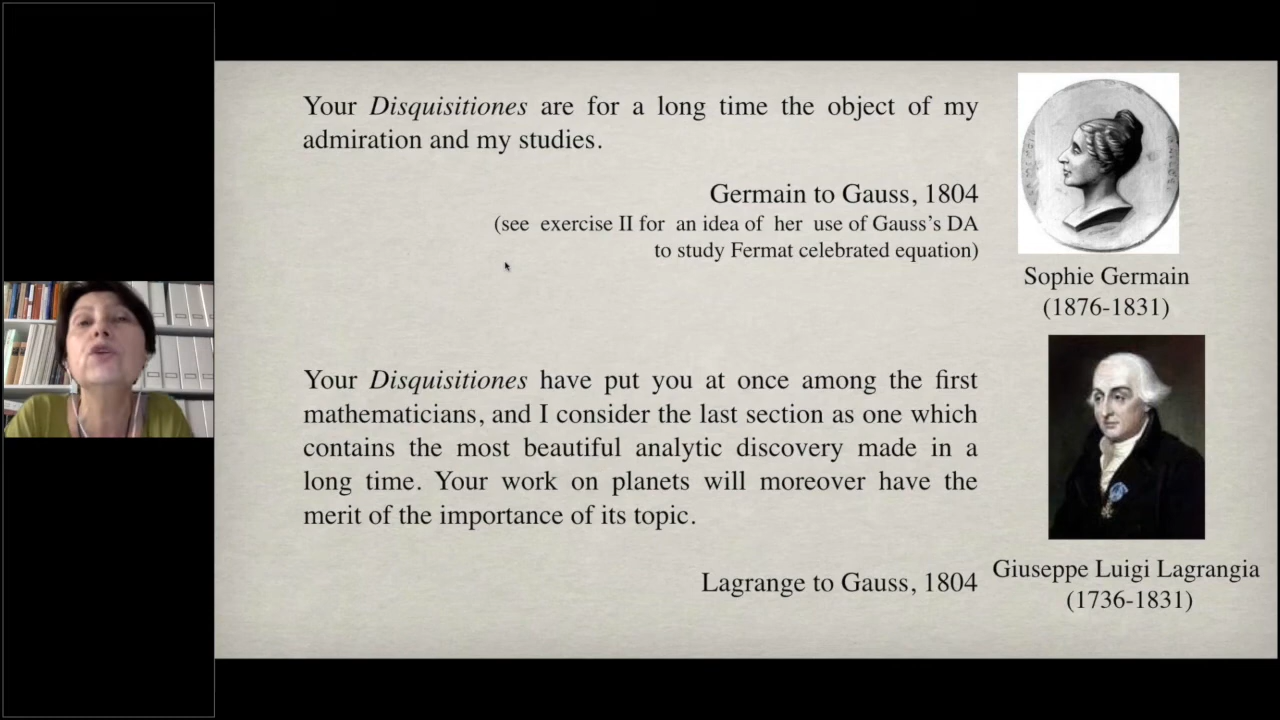 Your Disquisitiones are for a long time the object of my
admiration and my studies.
Germain to Gauss, 1804
(see exercise II for an idea of her use of Gauss's DA
to study Fermat celebrated equation)
Sophie Germain
(1876-1831)
Your Disquisitiones have put you at once among the first
mathematicians, and I consider the last section as one which
contains the most beautiful analytic discovery made in a
long time. Your work on planets will moreover have the
merit of the importance of its topic.
Lagrange to Gauss, 1804
Giuseppe Luigi Lagrangia
(1736-1831)